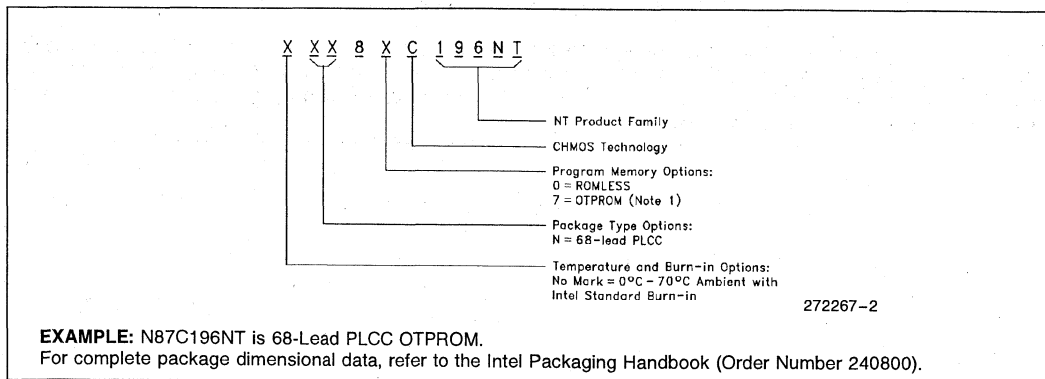 X XX 8 X C 196NT
NT Product Family
CHMOS Technology
Program Memory Options:
0 = ROMLESS
7 = OTPROM (Note 1)
Package Type Options:
N = 68-lead PLCC
Temperature and Burn-in Options:
No Mark = 0°C - 70°C Ambient with
Intel Standard Burn-in
272267-2
EXAMPLE: N87C196NT is 68-Lead PLCC OTPROM.
For complete package dimensional data, refer to the Intel Packaging Handbook (Order Number 240800).